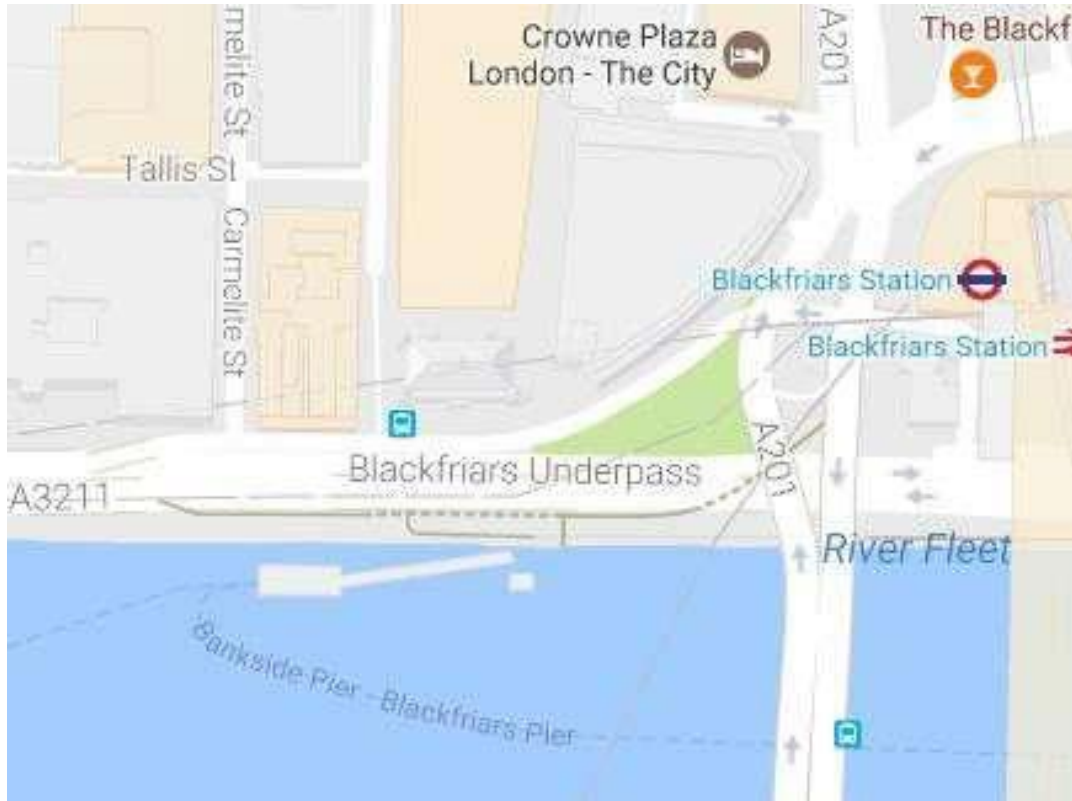 Crowne Plaza
London - The City
A201
The Blackf
melite St
Tallis St
Carmelite St
Blackfriars Station
Blackfriars Station
A201
Blackfriars Underpass
A3211
River Fleet
Bankside Pier - Blackfriars Pier